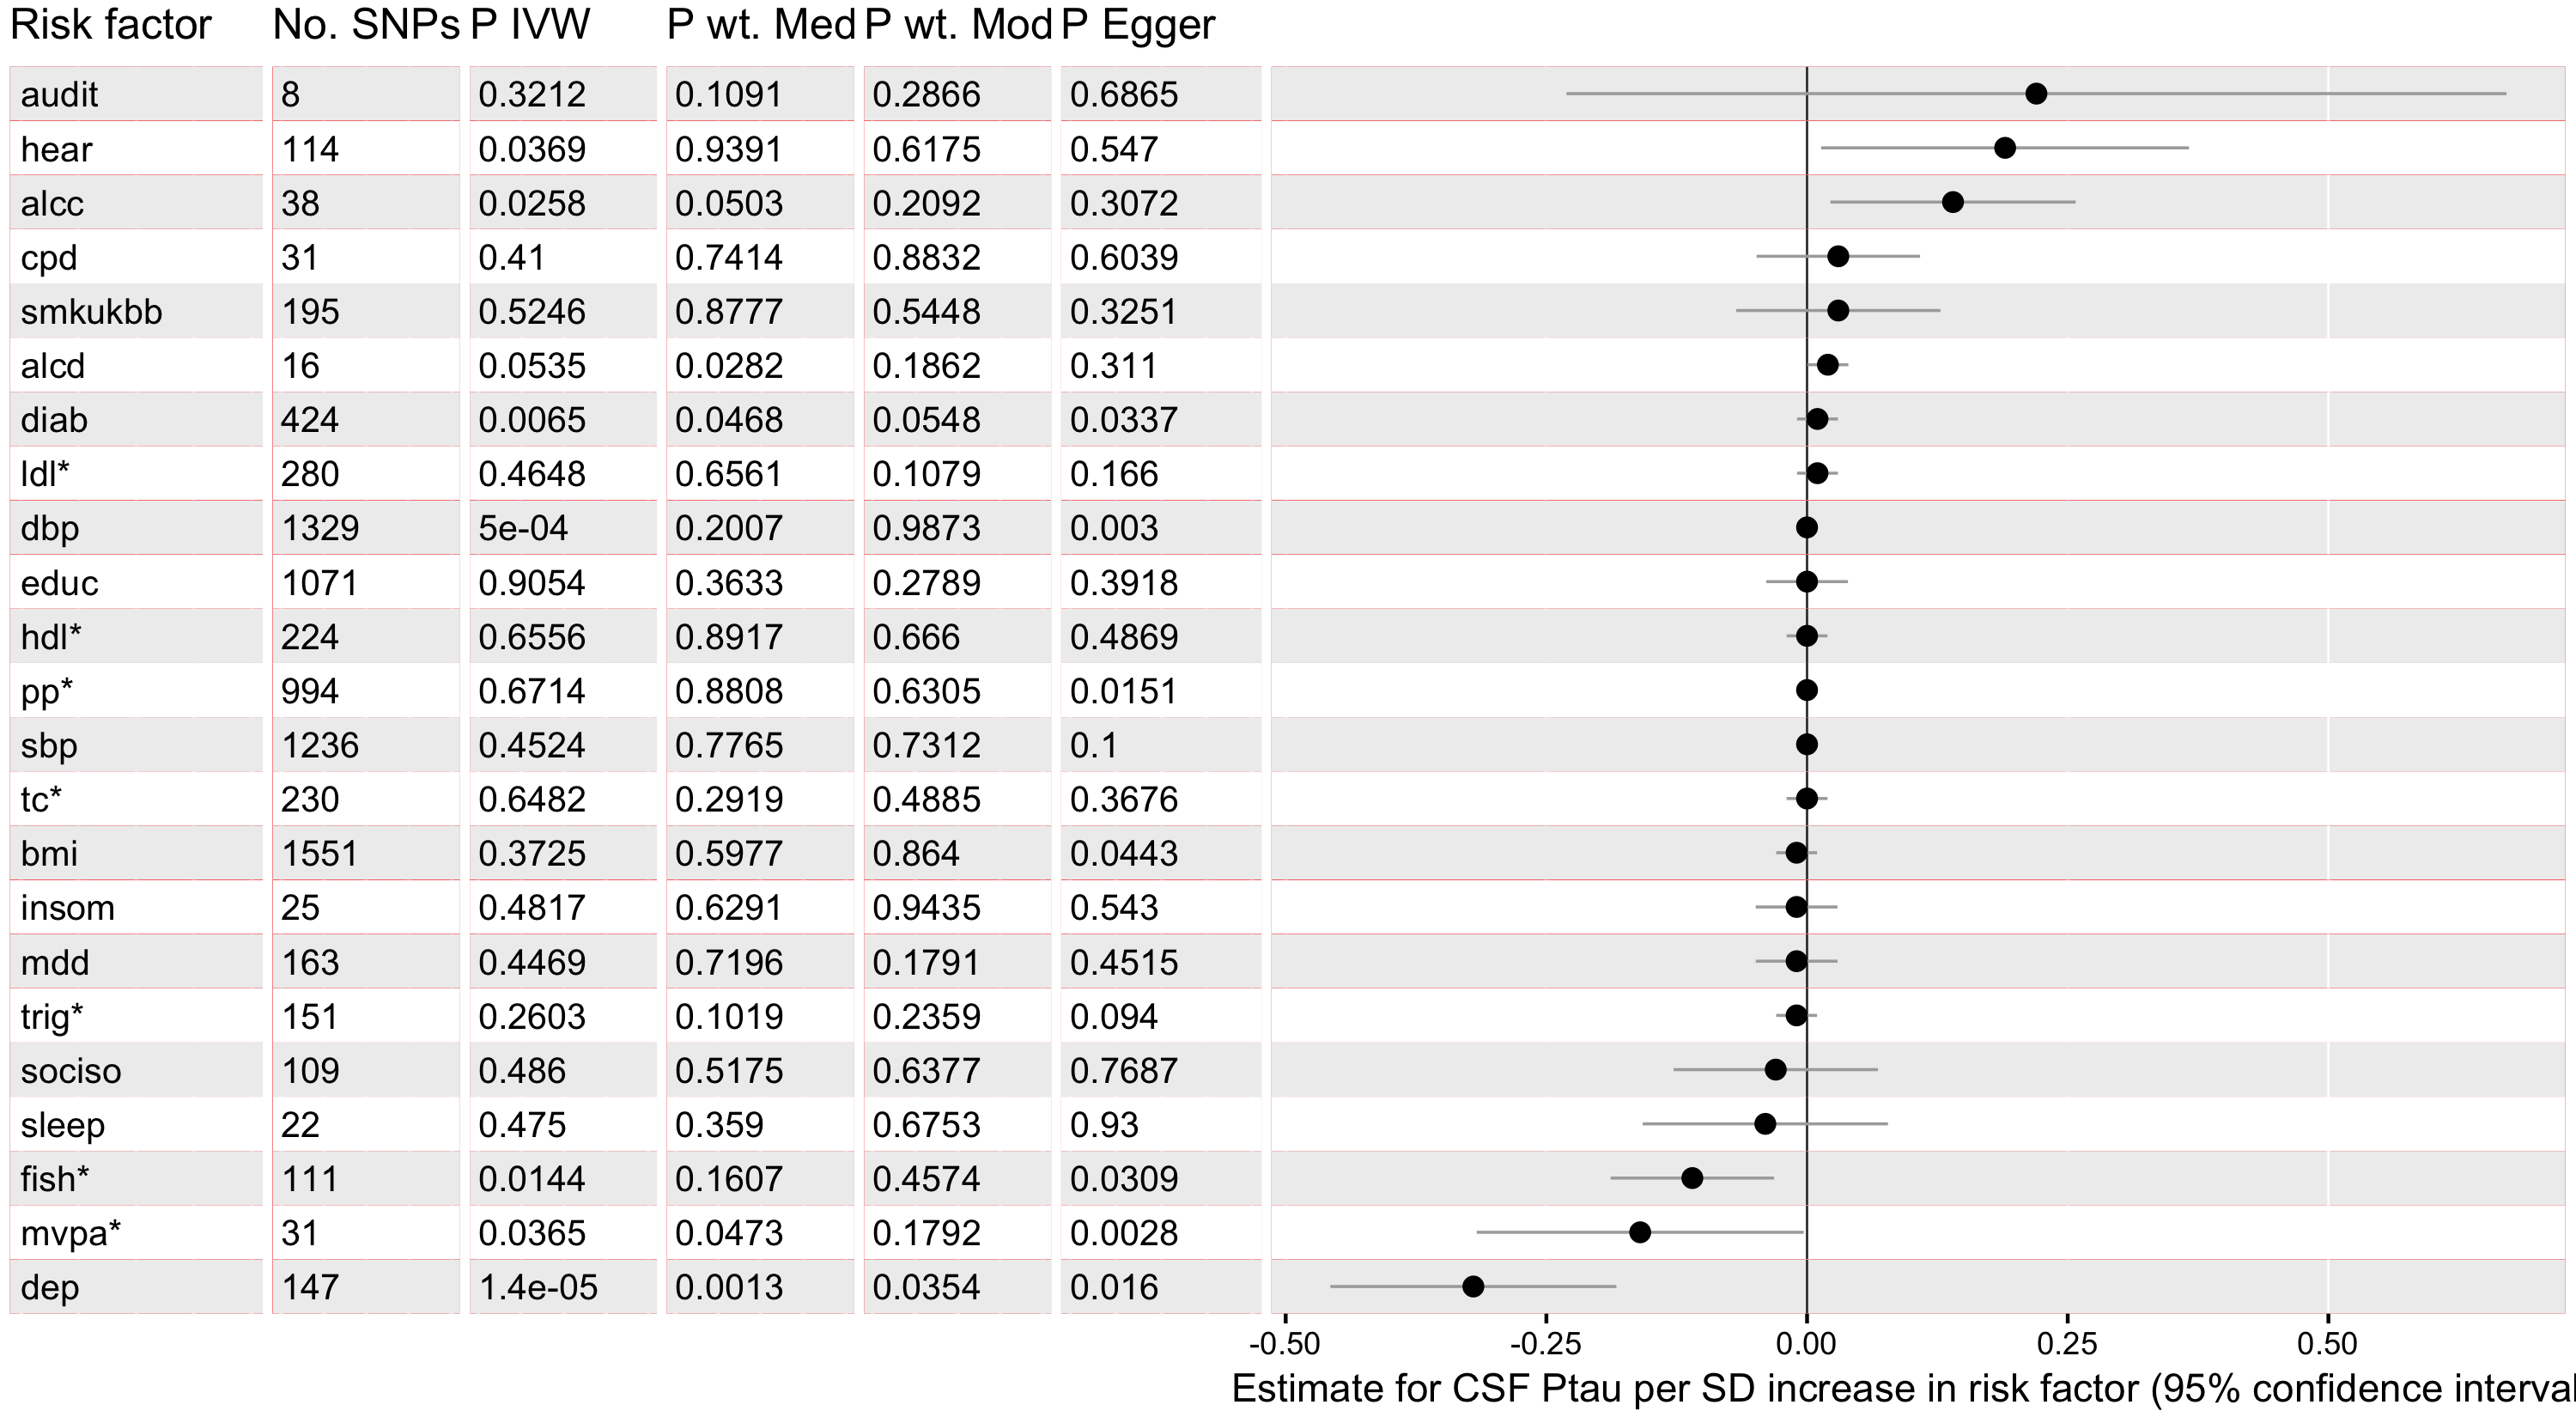 Risk factor No. SNPs P IVW P wt. Med P wt. Mod P Egger
audit 8 0.3212 0.1091 0.2866 0.6865
hear 114 0.0369 0.9391 0.6175 0.547
alcc 38 0.0258 0.0503 0.2092 0.3072
cpd 31 0.41 0.7414 0.8832 0.6039
smkukbb 195 0.5246 0.8777 0.5448 0.3251
alcd 16 0.0535 0.0282 0.1862 0.311
diab 424 0.0065 0.0468 0.0548 0.0337
ldl* 280 0.4648 0.6561 0.1079 0.166
dbp 1329 5e-04 0.2007 0.9873 0.003
educ 1071 0.9054 0.3633 0.2789 0.3918
hdl* 224 0.6556 0.8917 0.666 0.4869
pp* 994 0.6714 0.8808 0.6305 0.0151
sbp 1236 0.4524 0.7765 0.7312 0.1
tc* 230 0.6482 0.2919 0.4885 0.3676
bmi 1551 0.3725 0.5977 0.864 0.0443
insom 25 0.4817 0.6291 0.9435 0.543
mdd 163 0.4469 0.7196 0.1791 0.4515
trig* 151 0.2603 0.1019 0.2359 0.094
sociso 109 0.486 0.5175 0.6377 0.7687
sleep 22 0.475 0.359 0.6753 0.93
fish* 111 0.0144 0.1607 0.4574 0.0309
mvpa* 31 0.0365 0.0473 0.1792 0.0028
dep 147 1.4e-05 0.0013 0.0354 0.016
-0.50 -0.25 0.00 0.25 0.50
Estimate for CSF Ptau per SD increase in risk factor (95% confidence interval